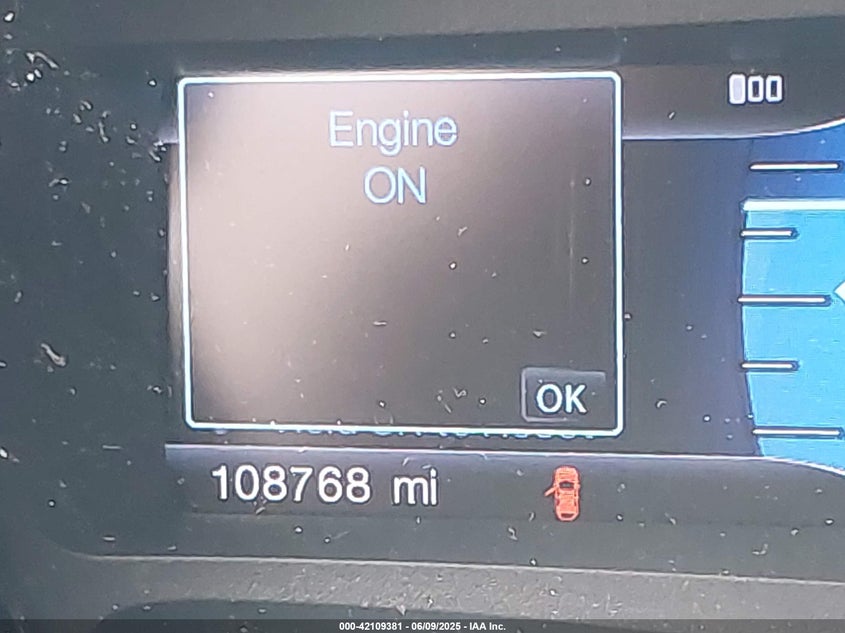 Engine
ON
OK
108768 mi
000-42109381 - 06/09/2025 - IAA Inc.